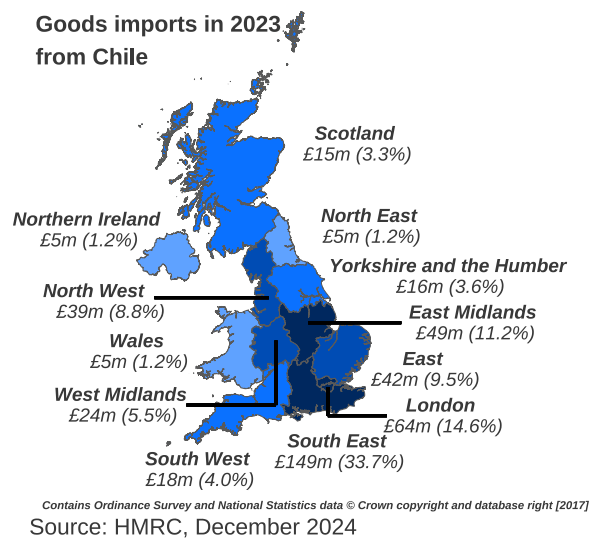 Goods imports in 2023
from Chile
Scotland
£15m (3.3%)
Northern Ireland
£5m (1.2%)
North East
£5m (1.2%)
Yorkshire and the Humber
£16m (3.6%)
North West
£39m (8.8%)
East Midlands
£49m (11.2%)
Wales
£5m (1.2%)
East
£42m (9.5%)
West Midlands
£24m (5.5%)
London
£64m (14.6%)
South East
£149m (33.7%)
South West
£18m (4.0%)
Contains Ordinance Survey and National Statistics data © Crown copyright and database right [2017]
Source: HMRC, December 2024